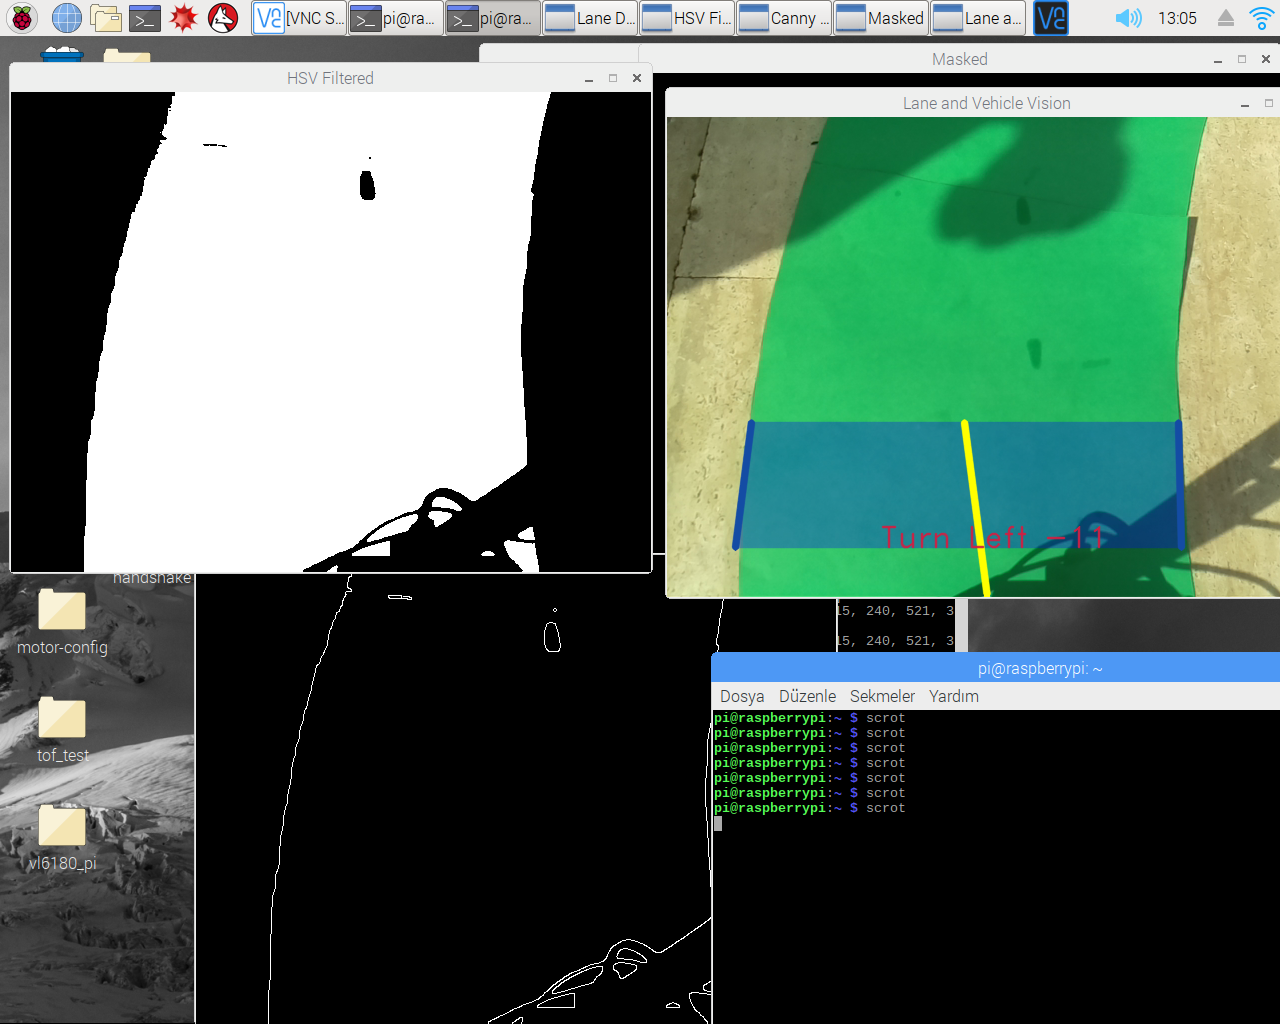 [VNC S...
pi@ra...
pi@ra...
Lane D...
HSV Fi...
Canny ...
Masked
Lane a...
13:05
Masked
HSV Filtered
Lane and Vehicle Vision
Turn Left -11
handshake
motor-config
tof_test
vl6180_pi
15, 240, 521, 3
15, 240, 521, 3
pi@raspberrypi: ~
Dosya Düzenle Sekmeler Yardım
pi@raspberrypi:~ $ scrot
pi@raspberrypi:~ $ scrot
pi@raspberrypi:~ $ scrot
pi@raspberrypi:~ $ scrot
pi@raspberrypi:~ $ scrot
pi@raspberrypi:~ $ scrot
pi@raspberrypi:~ $ scrot